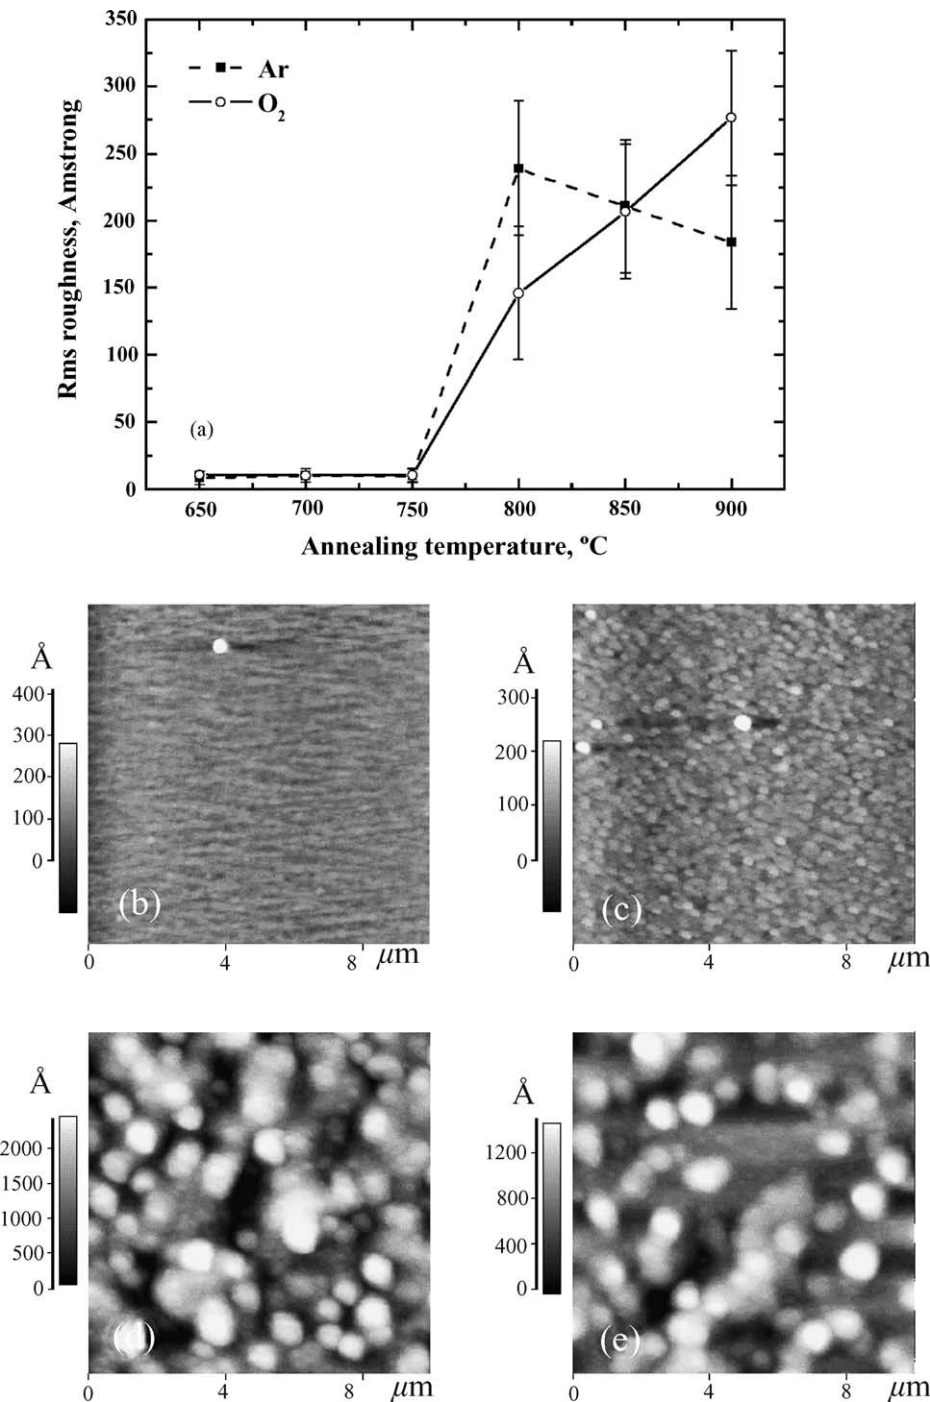 350
300
250
200
150
100
50
0
Rms roughness, Amstrong
Ar
O₂
(a)
650 700 750 800 850 900
Annealing temperature, ºC
Å
400
300
200
100
0
(b)
0 4 8 μm
Å
300
200
100
0
(c)
0 4 8 μm
Å
2000
1500
1000
500
0
(d)
0 4 8 μm
Å
1200
800
400
0
(e)
0 4 8 μm